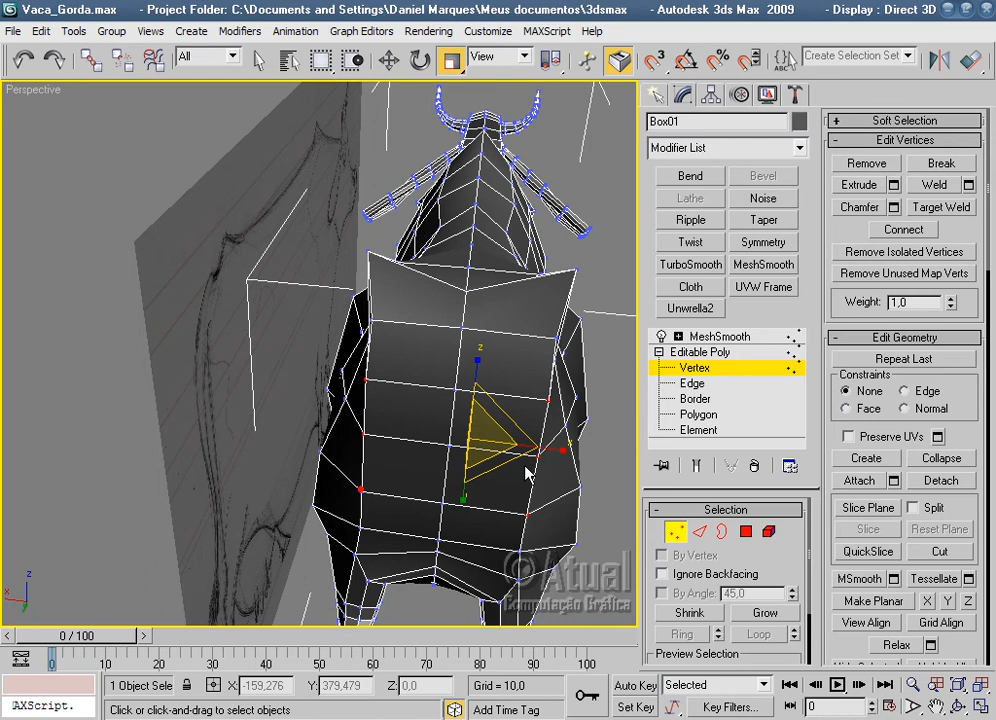 Vaca_Gorda.max - Project Folder: C:\Documents and Settings\Daniel Marques\Meus documentos\3dsmax - Autodesk 3ds Max 2009 - Display : Direct 3D
File Edit Tools Group Views Create Modifiers Animation Graph Editors Rendering Customize MAXScript Help
All View Create Selection Set
Perspective
z
©Atual
Computação Gráfica
z
x
Box01
Modifier List
Bend Bevel
Lathe Noise
Ripple Taper
Twist Symmetry
TurboSmooth MeshSmooth
Cloth UVW Frame
Unwrella2
MeshSmooth
Editable Poly
Vertex
Edge
Border
Polygon
Element
- Selection
By Vertex
Ignore Backfacing
By Angle: 45,0
Shrink Grow
Ring Loop
Preview Selection
+ Soft Selection
- Edit Vertices
Remove Break
Extrude Weld
Chamfer Target Weld
Connect
Remove Isolated Vertices
Remove Unused Map Verts
Weight: 1,0
- Edit Geometry
Repeat Last
Constraints
None Edge
Face Normal
Preserve UVs
Create Collapse
Attach Detach
Slice Plane Split
Slice Reset Plane
QuickSlice Cut
MSmooth Tessellate
Make Planar X Y Z
View Align Grid Align
Relax
< 0 / 100 >
0 10 20 30 40 50 60 70 80 90 100
1 Object Sele X: -159,276 Y: 379,479 Z: 0,0 Grid = 10,0 Auto Key Selected
AXScript. Click or click-and-drag to select objects Add Time Tag Set Key Key Filters... 0